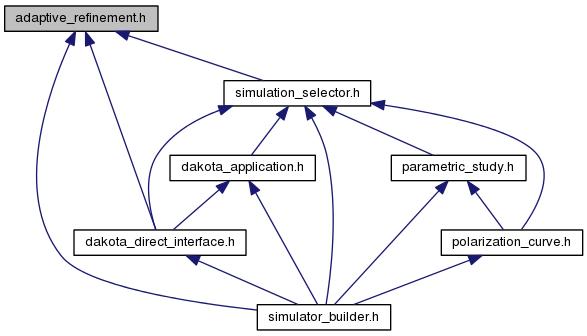 adaptive_refinement.h
simulation_selector.h
dakota_application.h
parametric_study.h
dakota_direct_interface.h
polarization_curve.h
simulator_builder.h